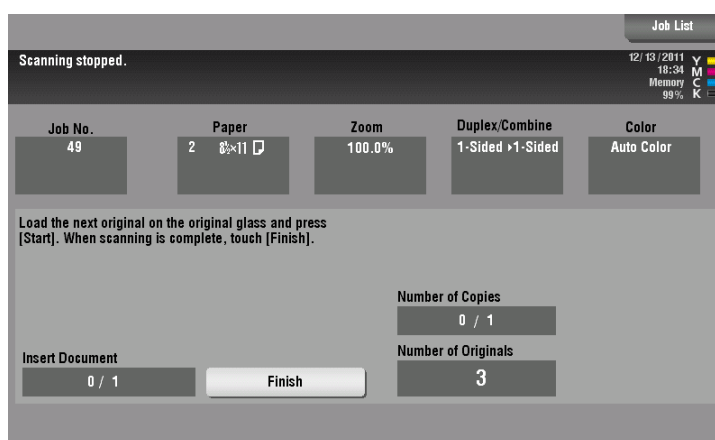 Job List
Scanning stopped.
12/13/2011
18:34
Memory
99%
Y
M
C
K
Job No.
49
Paper
2 8½×11
Zoom
100.0%
Duplex/Combine
1-Sided ▸1-Sided
Color
Auto Color
Load the next original on the original glass and press
[Start]. When scanning is complete, touch [Finish].
Number of Copies
0 / 1
Insert Document
0 / 1
Finish
Number of Originals
3